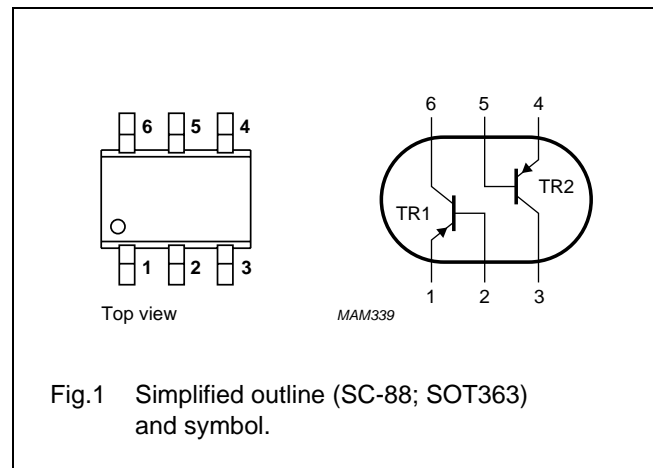 6 5 4
1 2 3
Top view
6 5 4
TR1
TR2
1 2 3
MAM339
Fig.1 Simplified outline (SC-88; SOT363)
and symbol.